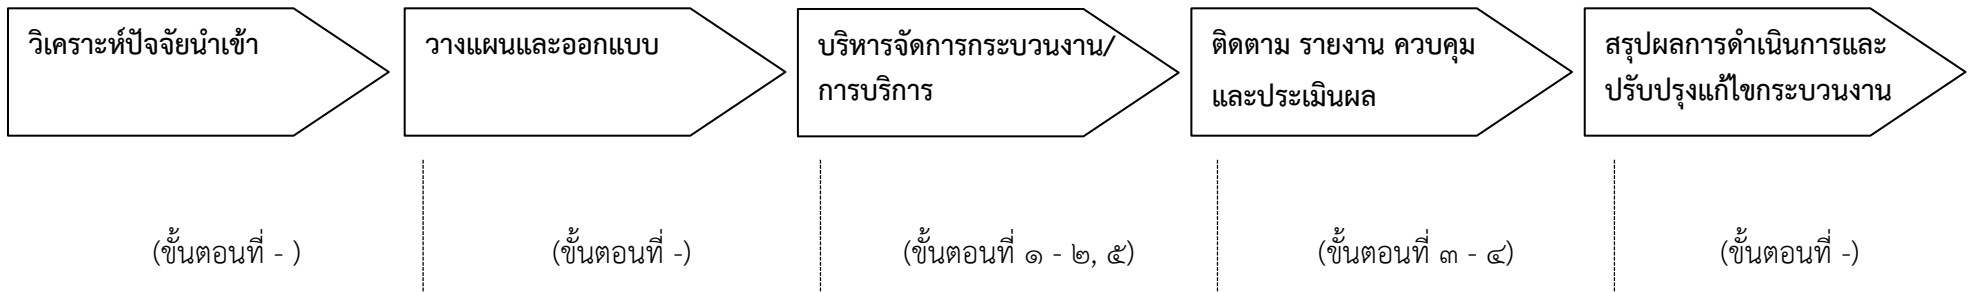 วิเคราะห์ปัจจัยนำเข้า
วางแผนและออกแบบ
บริหารจัดการกระบวนงาน/
การบริการ
ติดตาม รายงาน ควบคุม
และประเมินผล
สรุปผลการดำเนินการและ
ปรับปรุงแก้ไขกระบวนงาน
(ขั้นตอนที่ - )
(ขั้นตอนที่ -)
(ขั้นตอนที่ ๑ - ๒, ๕)
(ขั้นตอนที่ ๓ - ๔)
(ขั้นตอนที่ -)